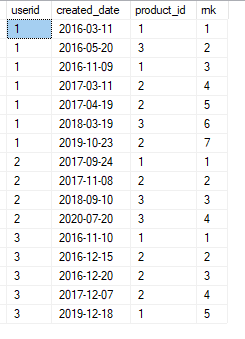 userid created_date product_id rnk
1 2016-03-11 1 1
1 2016-05-20 3 2
1 2016-11-09 1 3
1 2017-03-11 2 4
1 2017-04-19 2 5
1 2018-03-19 3 6
1 2019-10-23 2 7
2 2017-09-24 1 1
2 2017-11-08 2 2
2 2018-09-10 3 3
2 2020-07-20 3 4
3 2016-11-10 1 1
3 2016-12-15 2 2
3 2016-12-20 2 3
3 2017-12-07 2 4
3 2019-12-18 1 5